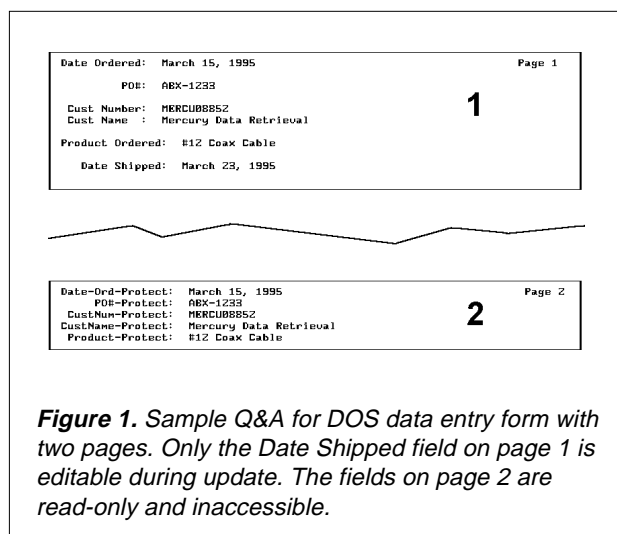 Date Ordered: March 15, 1995 Page 1
PO#: ABX-1233
1
Cust Number: MERCU08852
Cust Name : Mercury Data Retrieval
Product Ordered: #12 Coax Cable
Date Shipped: March 23, 1995
Date-Ord-Protect: March 15, 1995 Page 2
PO#-Protect: ABX-1233
CustNum-Protect: MERCU08852
2
CustName-Protect: Mercury Data Retrieval
Product-Protect: #12 Coax Cable
Figure 1. Sample Q&A for DOS data entry form with
two pages. Only the Date Shipped field on page 1 is
editable during update. The fields on page 2 are
read-only and inaccessible.